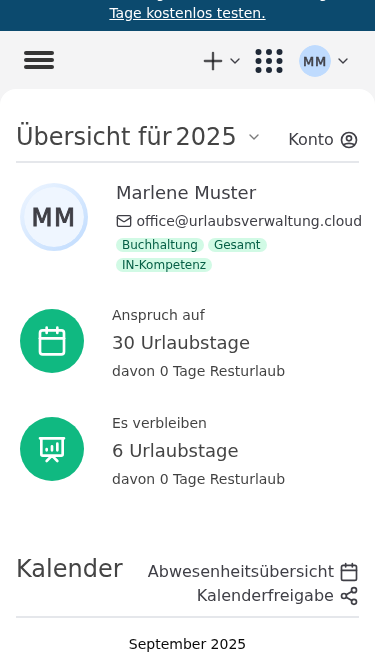 Tage kostenlos testen.
MM
Übersicht für 2025
Konto
MM
Marlene Muster
office@urlaubsverwaltung.cloud
Buchhaltung Gesamt
IN-Kompetenz
Anspruch auf
30 Urlaubstage
davon 0 Tage Resturlaub
Es verbleiben
6 Urlaubstage
davon 0 Tage Resturlaub
Kalender
Abwesenheitsübersicht
Kalenderfreigabe
September 2025